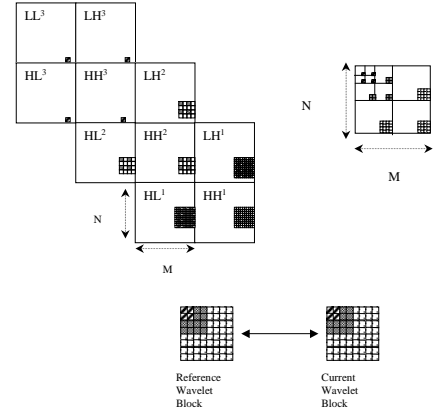 LL³ LH³
HL³ HH³ LH²
HL² HH² LH¹
HL¹ HH¹
N
M
N
M
Reference
Wavelet
Block
Current
Wavelet
Block